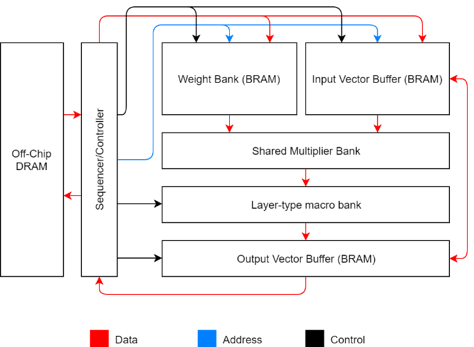 Off-Chip
DRAM
Sequencer/Controller
Weight Bank (BRAM)
Input Vector Buffer (BRAM)
Shared Multiplier Bank
Layer-type macro bank
Output Vector Buffer (BRAM)
Data
Address
Control